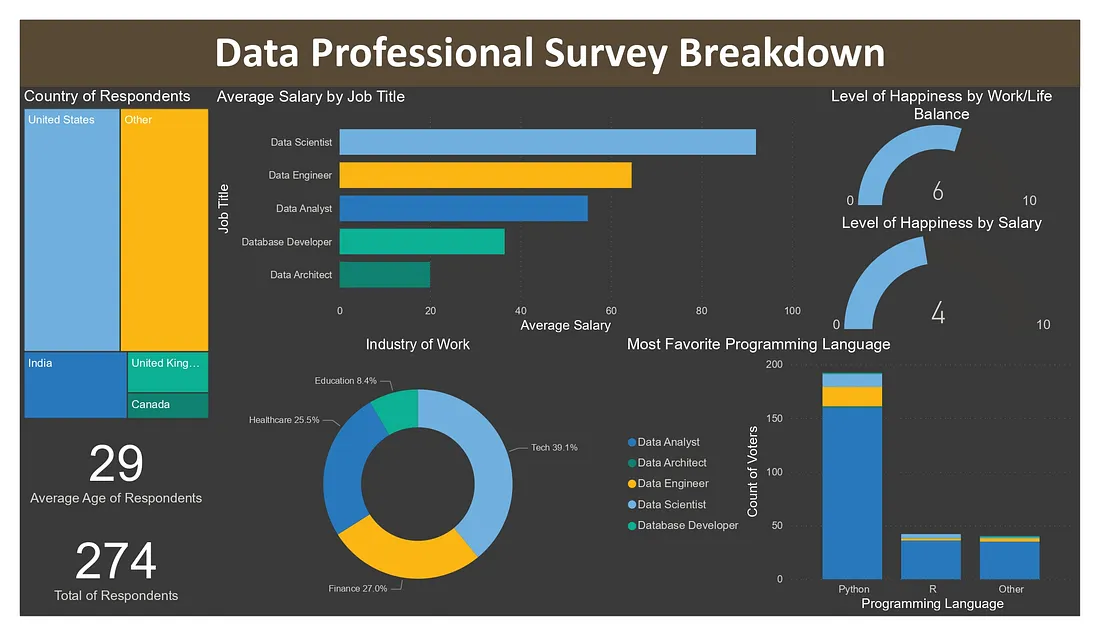 Data Professional Survey Breakdown
Country of Respondents
United States
Other
India
United King...
Canada
29
Average Age of Respondents
274
Total of Respondents
Average Salary by Job Title
Job Title
Data Scientist
Data Engineer
Data Analyst
Database Developer
Data Architect
0
20
40
60
80
100
Average Salary
Level of Happiness by Work/Life
Balance
0
6
10
Level of Happiness by Salary
0
4
10
Industry of Work
Education 8.4%
Healthcare 25.5%
Tech 39.1%
Finance 27.0%
Most Favorite Programming Language
Data Analyst
Data Architect
Data Engineer
Data Scientist
Database Developer
Count of Voters
200
150
100
50
0
Python
R
Other
Programming Language